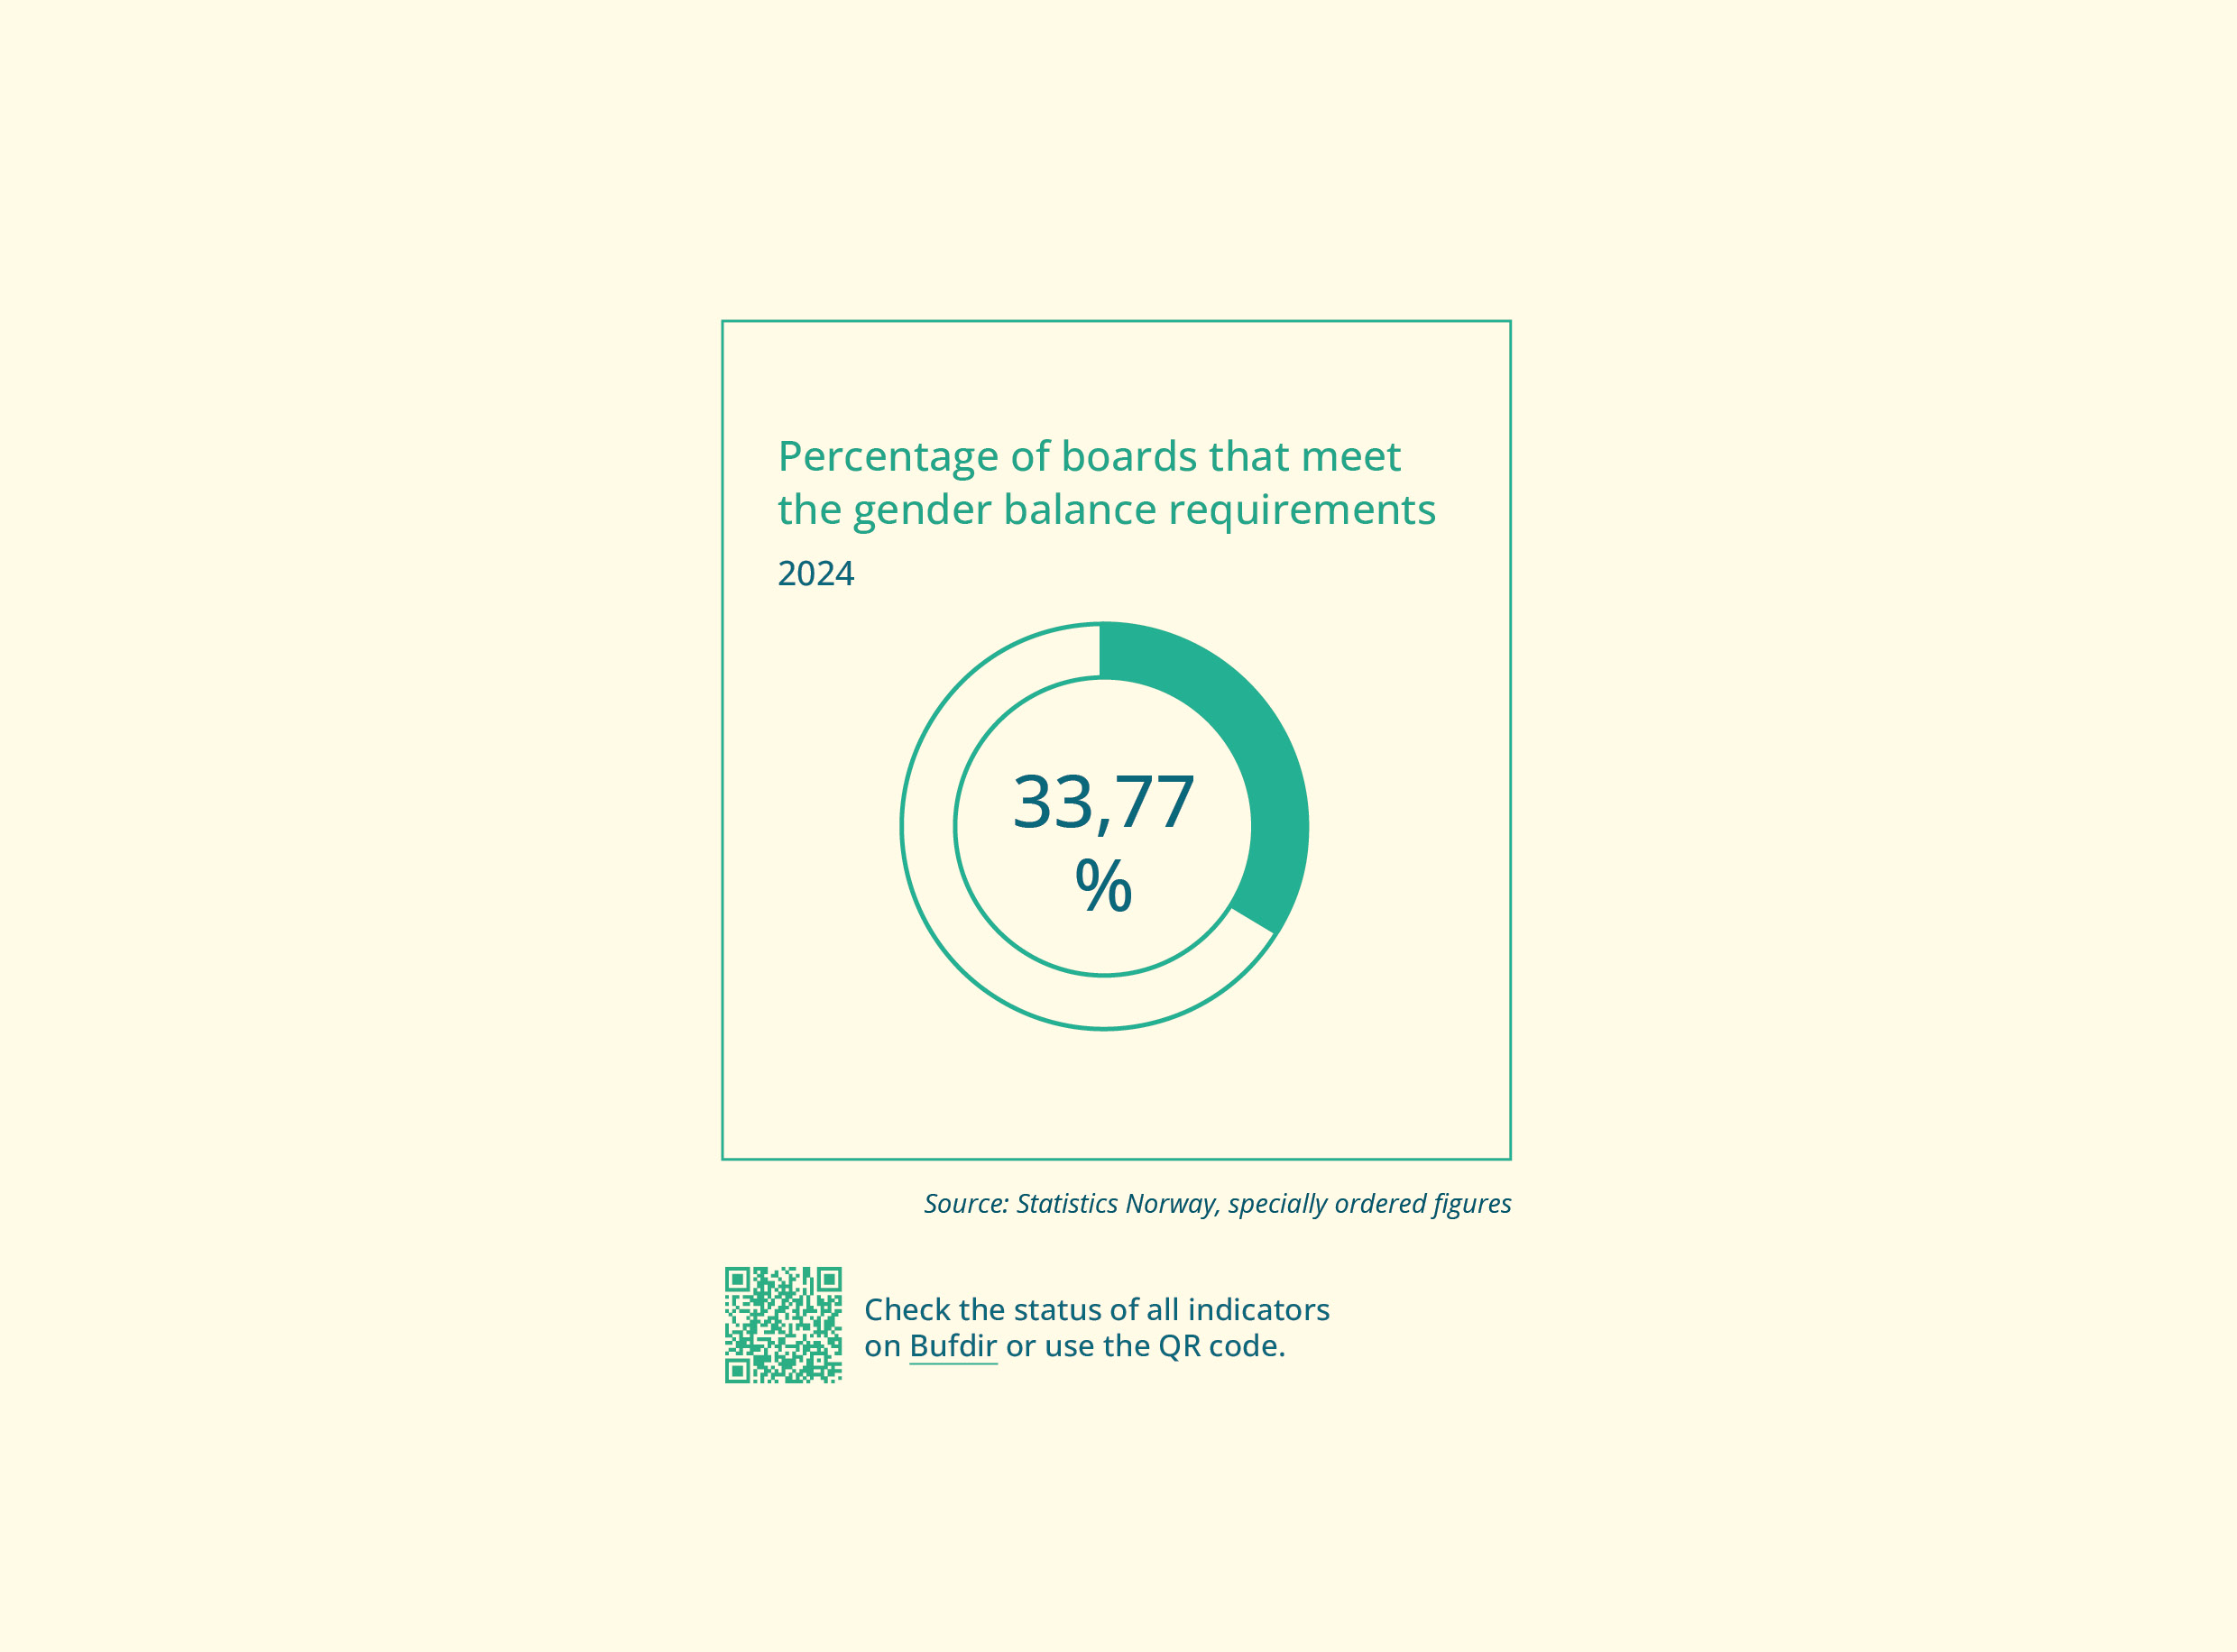 Percentage of boards that meet
the gender balance requirements
2024
33,77
%
Source: Statistics Norway, specially ordered figures
Check the status of all indicators
on Bufdir or use the QR code.